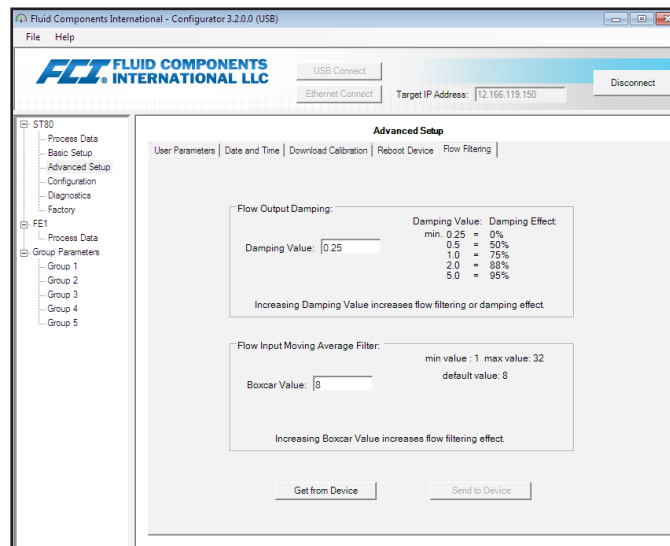 Fluid Components International - Configurator 3.2.0.0 (USB)
File Help
FCI. FLUID COMPONENTS
® INTERNATIONAL LLC
USB Connect
Ethernet Connect
Target IP Address: 12.166.119.150
Disconnect
ST80
Process Data
Basic Setup
Advanced Setup
Configuration
Diagnostics
Factory
FE1
Process Data
Group Parameters
Group 1
Group 2
Group 3
Group 4
Group 5
Advanced Setup
User Parameters Date and Time Download Calibration Reboot Device Flow Filtering
Flow Output Damping:
Damping Value: 0.25
Damping Value: Damping Effect:
min. 0.25 = 0%
0.5 = 50%
1.0 = 75%
2.0 = 88%
5.0 = 95%
Increasing Damping Value increases flow filtering or damping effect.
Flow Input Moving Average Filter:
min value : 1 max value: 32
default value: 8
Boxcar Value: 8
Increasing Boxcar Value increases flow filtering effect.
Get from Device Send to Device